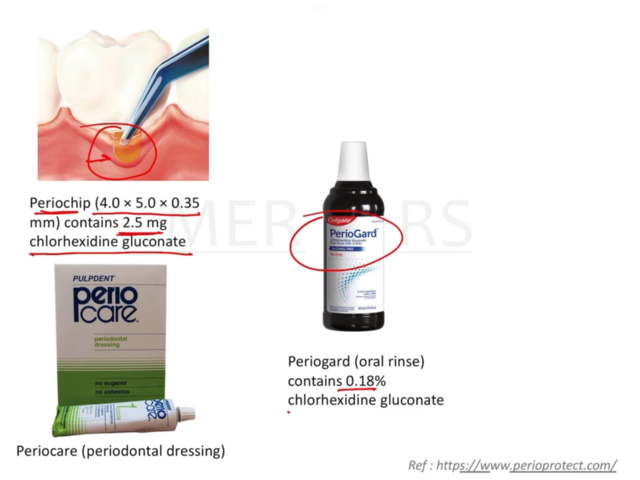 Periochip (4.0 × 5.0 × 0.35
mm) contains 2.5 mg
chlorhexidine gluconate
PULPDENT®
perio
care®
periodontal
dressing
no eugenol
no asbestos
Periocare (periodontal dressing)
Colgate
PerioGard®
ALCOHOL FREE
Periogard (oral rinse)
contains 0.18%
chlorhexidine gluconate
Ref : https://www.perioprotect.com/